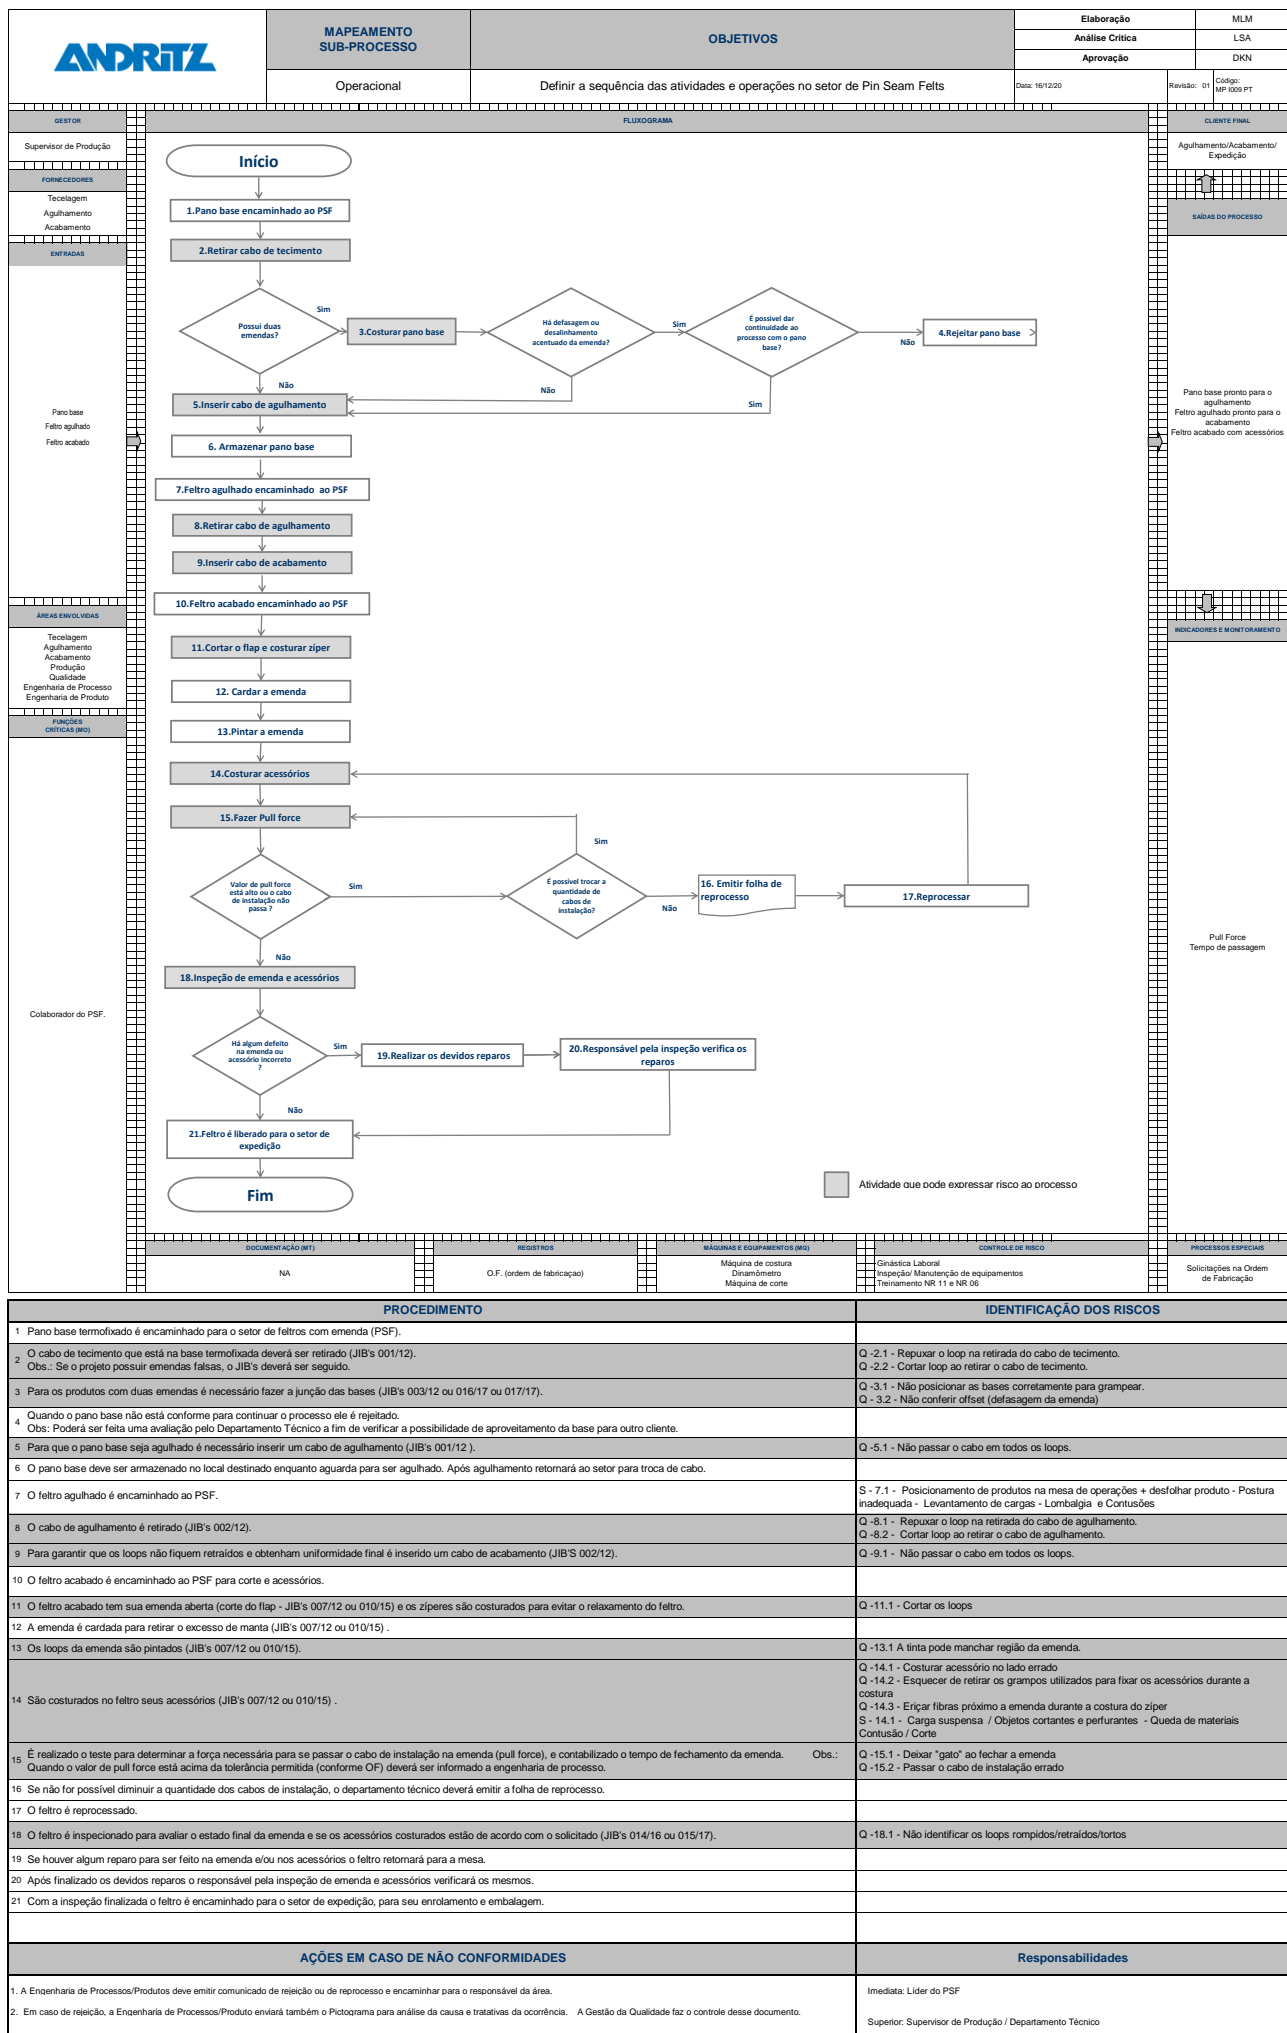 ANDRITZ
MAPEAMENTO
SUB-PROCESSO
OBJETIVOS
Elaboração
MLM
Análise Critica
LSA
Aprovação
DKN
Operacional
Definir a sequência das atividades e operações no setor de Pin Seam Felts
Data: 16/12/20
Revisão: 01
Código:
MP I009 PT
GESTOR
FLUXOGRAMA
CLIENTE FINAL
Supervisor de Produção
Agulhamento/Acabamento/
Expedição
FORNECEDORES
Tecelagem
Agulhamento
Acabamento
SAÍDAS DO PROCESSO
ENTRADAS
Pano base
Feltro agulhado
Feltro acabado
Pano base pronto para o
agulhamento
Feltro agulhado pronto para o
acabamento
Feltro acabado com acessórios
ÁREAS ENVOLVIDAS
Tecelagem
Agulhamento
Acabamento
Produção
Qualidade
Engenharia de Processo
Engenharia de Produto
INDICADORES E MONITORAMENTO
Pull Force
Tempo de passagem
FUNÇÕES
CRÍTICAS (MO)
Colaborador do PSF.
Início
1.Pano base encaminhado ao PSF
2.Retirar cabo de tecimento
Possui duas
emendas?
Sim
3.Costurar pano base
Há defasagem ou
desalinhamento
acentuado da emenda?
Sim
É possivel dar
continuidade ao
processo com o pano
base?
Não
4.Rejeitar pano base
Não
Não
Sim
5.Inserir cabo de agulhamento
6. Armazenar pano base
7.Feltro agulhado encaminhado ao PSF
8.Retirar cabo de agulhamento
9.Inserir cabo de acabamento
10.Feltro acabado encaminhado ao PSF
11.Cortar o flap e costurar zíper
12. Cardar a emenda
13.Pintar a emenda
14.Costurar acessórios
15.Fazer Pull force
Sim
Valor de pull force
está alto ou o cabo
de instalação não
passa ?
Sim
É possível trocar a
quantidade de
cabos de
Instalação?
Não
16. Emitir folha de
reprocesso
17.Reprocessar
Não
18.Inspeção de emenda e acessórios
Há algum defeito
na emenda ou
acessório incorreto
?
Sim
19.Realizar os devidos reparos
20.Responsável pela inspeção verifica os
reparos
Não
21.Feltro é liberado para o setor de
expedição
Fim
Atividade que pode expressar risco ao processo
DOCUMENTAÇÃO (MT)
REGISTROS
MÁQUINAS E EQUIPAMENTOS (MQ)
CONTROLE DE RISCO
PROCESSOS ESPECIAIS
NA
O.F. (ordem de fabricaçao)
Máquina de costura
Dinamômetro
Máquina de corte
Ginástica Laboral
Inspeção/ Manutenção de equipamentos
Treinamento NR 11 e NR 06
Solicitações na Ordem
de Fabricação
PROCEDIMENTO
IDENTIFICAÇÃO DOS RISCOS
1 Pano base termofixado é encaminhado para o setor de feltros com emenda (PSF).
2 O cabo de tecimento que está na base termofixada deverá ser retirado (JIB's 001/12).
Obs.: Se o projeto possuir emendas falsas, o JIB's deverá ser seguido.
Q -2.1 - Repuxar o loop na retirada do cabo de tecimento.
Q -2.2 - Cortar loop ao retirar o cabo de tecimento.
3 Para os produtos com duas emendas é necessário fazer a junção das bases (JIB's 003/12 ou 016/17 ou 017/17).
Q -3.1 - Não posicionar as bases corretamente para grampear.
Q - 3.2 - Não conferir offset (defasagem da emenda)
4 Quando o pano base não está conforme para continuar o processo ele é rejeitado.
Obs: Poderá ser feita uma avaliação pelo Departamento Técnico a fim de verificar a possibilidade de aproveitamento da base para outro cliente.
5 Para que o pano base seja agulhado é necessário inserir um cabo de agulhamento (JIB's 001/12 ).
Q -5.1 - Não passar o cabo em todos os loops.
6 O pano base deve ser armazenado no local destinado enquanto aguarda para ser agulhado. Após agulhamento retornará ao setor para troca de cabo.
7 O feltro agulhado é encaminhado ao PSF.
S - 7.1 - Posicionamento de produtos na mesa de operações + desfolhar produto - Postura
inadequada - Levantamento de cargas - Lombalgia e Contusões
8 O cabo de agulhamento é retirado (JIB's 002/12).
Q -8.1 - Repuxar o loop na retirada do cabo de agulhamento.
Q -8.2 - Cortar loop ao retirar o cabo de agulhamento.
9 Para garantir que os loops não fiquem retraídos e obtenham uniformidade final é inserido um cabo de acabamento (JIB'S 002/12).
Q -9.1 - Não passar o cabo em todos os loops.
10 O feltro acabado é encaminhado ao PSF para corte e acessórios.
11 O feltro acabado tem sua emenda aberta (corte do flap - JIB's 007/12 ou 010/15) e os zíperes são costurados para evitar o relaxamento do feltro.
Q -11.1 - Cortar os loops
12 A emenda é cardada para retirar o excesso de manta (JIB's 007/12 ou 010/15) .
13 Os loops da emenda são pintados (JIB's 007/12 ou 010/15).
Q -13.1 A tinta pode manchar região da emenda.
14 São costurados no feltro seus acessórios (JIB's 007/12 ou 010/15) .
Q -14.1 - Costurar acessório no lado errado
Q -14.2 - Esquecer de retirar os grampos utilizados para fixar os acessórios durante a
costura
Q -14.3 - Eriçar fibras próximo a emenda durante a costura do zíper
S - 14.1 - Carga suspensa / Objetos cortantes e perfurantes - Queda de materiais
Contusão / Corte
15 É realizado o teste para determinar a força necessária para se passar o cabo de instalação na emenda (pull force), e contabilizado o tempo de fechamento da emenda. Obs.:
Quando o valor de pull force está acima da tolerância permitida (conforme OF) deverá ser informado a engenharia de processo.
Q -15.1 - Deixar "gato" ao fechar a emenda
Q -15.2 - Passar o cabo de instalação errado
16 Se não for possível diminuir a quantidade dos cabos de instalação, o departamento técnico deverá emitir a folha de reprocesso.
17 O feltro é reprocessado.
18 O feltro é inspecionado para avaliar o estado final da emenda e se os acessórios costurados estão de acordo com o solicitado (JIB's 014/16 ou 015/17).
Q -18.1 - Não identificar os loops rompidos/retraídos/tortos
19 Se houver algum reparo para ser feito na emenda e/ou nos acessórios o feltro retornará para a mesa.
20 Após finalizado os devidos reparos o responsável pela inspeção de emenda e acessórios verificará os mesmos.
21 Com a inspeção finalizada o feltro é encaminhado para o setor de expedição, para seu enrolamento e embalagem.
AÇÕES EM CASO DE NÃO CONFORMIDADES
Responsabilidades
1. A Engenharia de Processos/Produtos deve emitir comunicado de rejeição ou de reprocesso e encaminhar para o responsável da área.
Imediata: Líder do PSF
2. Em caso de rejeição, a Engenharia de Processos/Produto enviará também o Pictograma para análise da causa e tratativas da ocorrência. A Gestão da Qualidade faz o controle desse documento.
Superior: Supervisor de Produção / Departamento Técnico